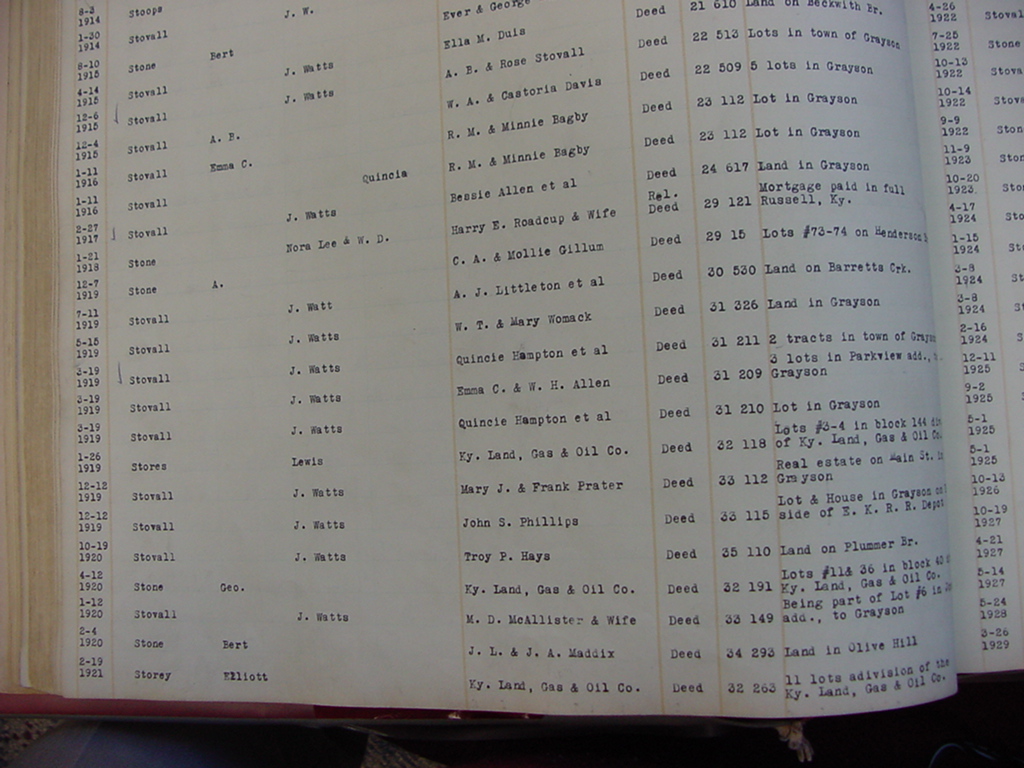 8-3 1914 Stoops J. W.
1-30 1914 Stovall
8-10 1915 Stone Bert Ever & George
4-14 1915 Stovall J. Watts Ella M. Duis Deed 21 610 Land on Beckwith Br.
12-6 1915 Stovall J. Watts A. B. & Rose Stovall Deed 22 513 Lots in town of Grayson
12-4 1915 Stovall A. B. W. A. & Castoria Davis Deed 22 509 5 lots in Grayson
1-11 1916 Stovall Emma C. R. M. & Minnie Bagby Deed 23 112 Lot in Grayson
1-11 1916 Stovall Quincia R. M. & Minnie Bagby Deed 23 112 Lot in Grayson
2-27 1917 Stovall J. Watts Bessie Allen et al Deed 24 617 Land in Grayson
1-21 1918 Stone Nora Lee & W. D. Harry E. Roadcup & Wife Rel. Deed 29 121 Mortgage paid in full Russell, Ky.
12-7 1919 Stone A. C. A. & Mollie Gillum Deed 29 15 Lots #73-74 on Henderson
7-11 1919 Stovall J. Watt A. J. Littleton et al Deed 30 530 Land on Barretts Crk.
5-15 1919 Stovall J. Watts W. T. & Mary Womack Deed 31 326 Land in Grayson
3-19 1919 Stovall J. Watts Quincie Hampton et al Deed 31 211 2 tracts in town of Grayson
3-19 1919 Stovall J. Watts Emma C. & W. H. Allen Deed 31 209 3 lots in Parkview add., Grayson
3-19 1919 Stovall J. Watts Quincie Hampton et al Deed 31 210 Lot in Grayson
1-26 1919 Stores Lewis Ky. Land, Gas & Oil Co. Deed 32 118 Lots #3-4 in block 144 of Ky. Land, Gas & Oil Co.
12-12 1919 Stovall J. Watts Mary J. & Frank Prater Deed 33 112 Real estate on Main St. in Grayson
12-12 1919 Stovall J. Watts John S. Phillips Deed 33 115 Lot & House in Grayson on side of E. K. R. R. Depot
10-19 1920 Stovall J. Watts Troy P. Hays Deed 35 110 Land on Plummer Br.
4-12 1920 Stone Geo. Ky. Land, Gas & Oil Co. Deed 32 191 Lots #11& 36 in block 40 Ky. Land, Gas & Oil Co.
1-12 1920 Stovall J. Watts M. D. McAllister & Wife Deed 33 149 Being part of Lot #6 in add., to Grayson
2-4 1920 Stone Bert J. L. & J. A. Maddix Deed 34 293 Land in Olive Hill
2-19 1921 Storey Elliott Ky. Land, Gas & Oil Co. Deed 32 263 11 lots adivision of the Ky. Land, Gas & Oil Co.
4-26 1922 Stoval
7-25 1922 Stone
10-13 1922 Stova
10-14 1922 Stova
9-9 1922 Ston
11-9 1923 Ston
10-20 1923
4-17 1924
1-15 1924
3-8 1924
3-8 1924
2-16 1924
12-11 1925
9-2 1925
5-1 1925
5-1 1925
10-13 1926
10-19 1927
4-21 1927
5-14 1927
5-24 1928
3-26 1929